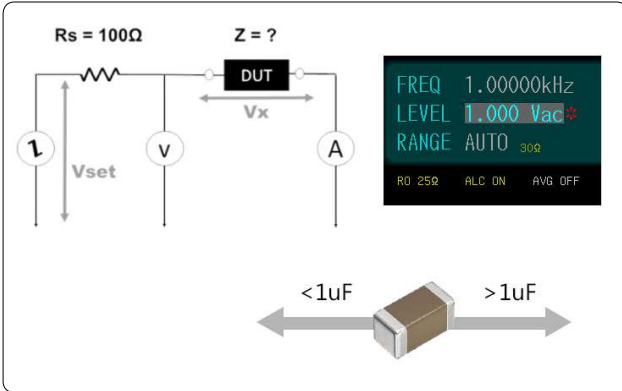 Rs = 100Ω
Z = ?
DUT
Vx
Vset
V
A
FREQ 1.00000kHz
LEVEL 1.000 Vac*
RANGE AUTO 30Ω
RO 25Ω ALC ON AVG OFF
<1uF >1uF